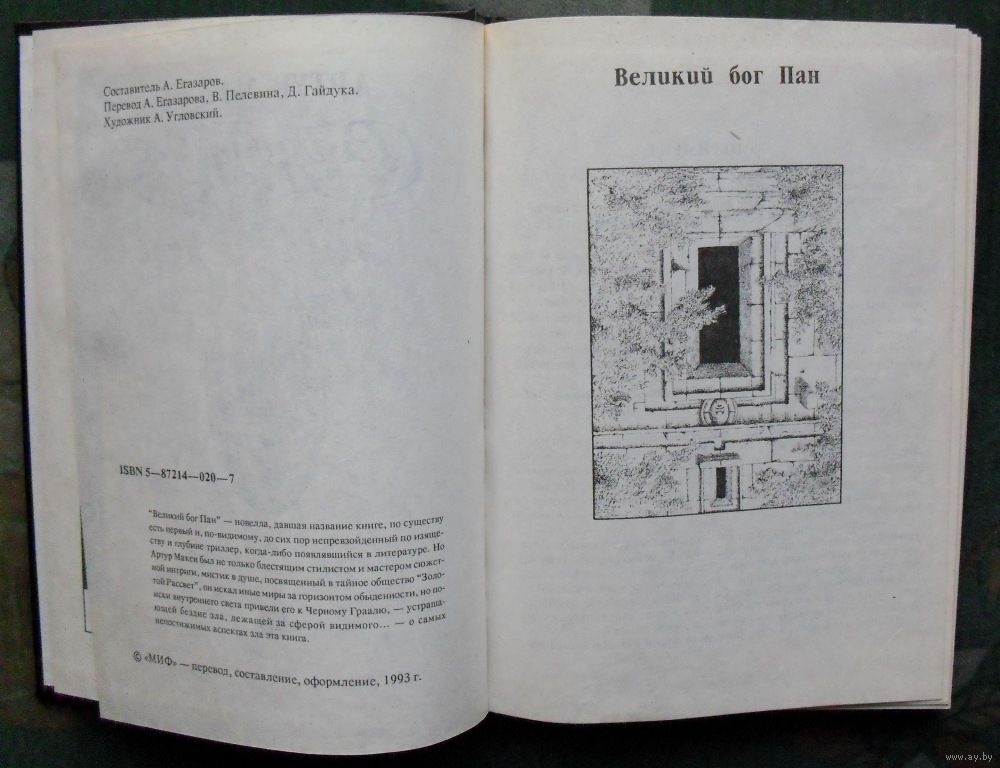 Составитель А. Егазаров.
Перевод А. Егазарова, В. Пелевина, Д. Гайдука.
Художник А. Угловский.
ISBN 5—87214—020—7
"Великий бог Пан" — новелла, давшая название книге, по существу
есть первый и, по-видимому, до сих пор непревзойденный по изяще-
ству и глубине триллер, когда-либо появлявшийся в литературе. Но
Артур Макен был не только блестящим стилистом и мастером сюжет-
ной интриги, мистик в душе, посвященный в тайное общество "Золо-
той Рассвет", он искал иные миры за горизонтом обыденности, но по-
иски внутреннего света привели его к Черному Граалю, — устраша-
ющей бездне зла, лежащей за сферой видимого... — о самых
непостижимых аспектах зла эта книга.
© «МИФ» — перевод, составление, оформление, 1993 г.
Великий бог Пан
www.ay.by